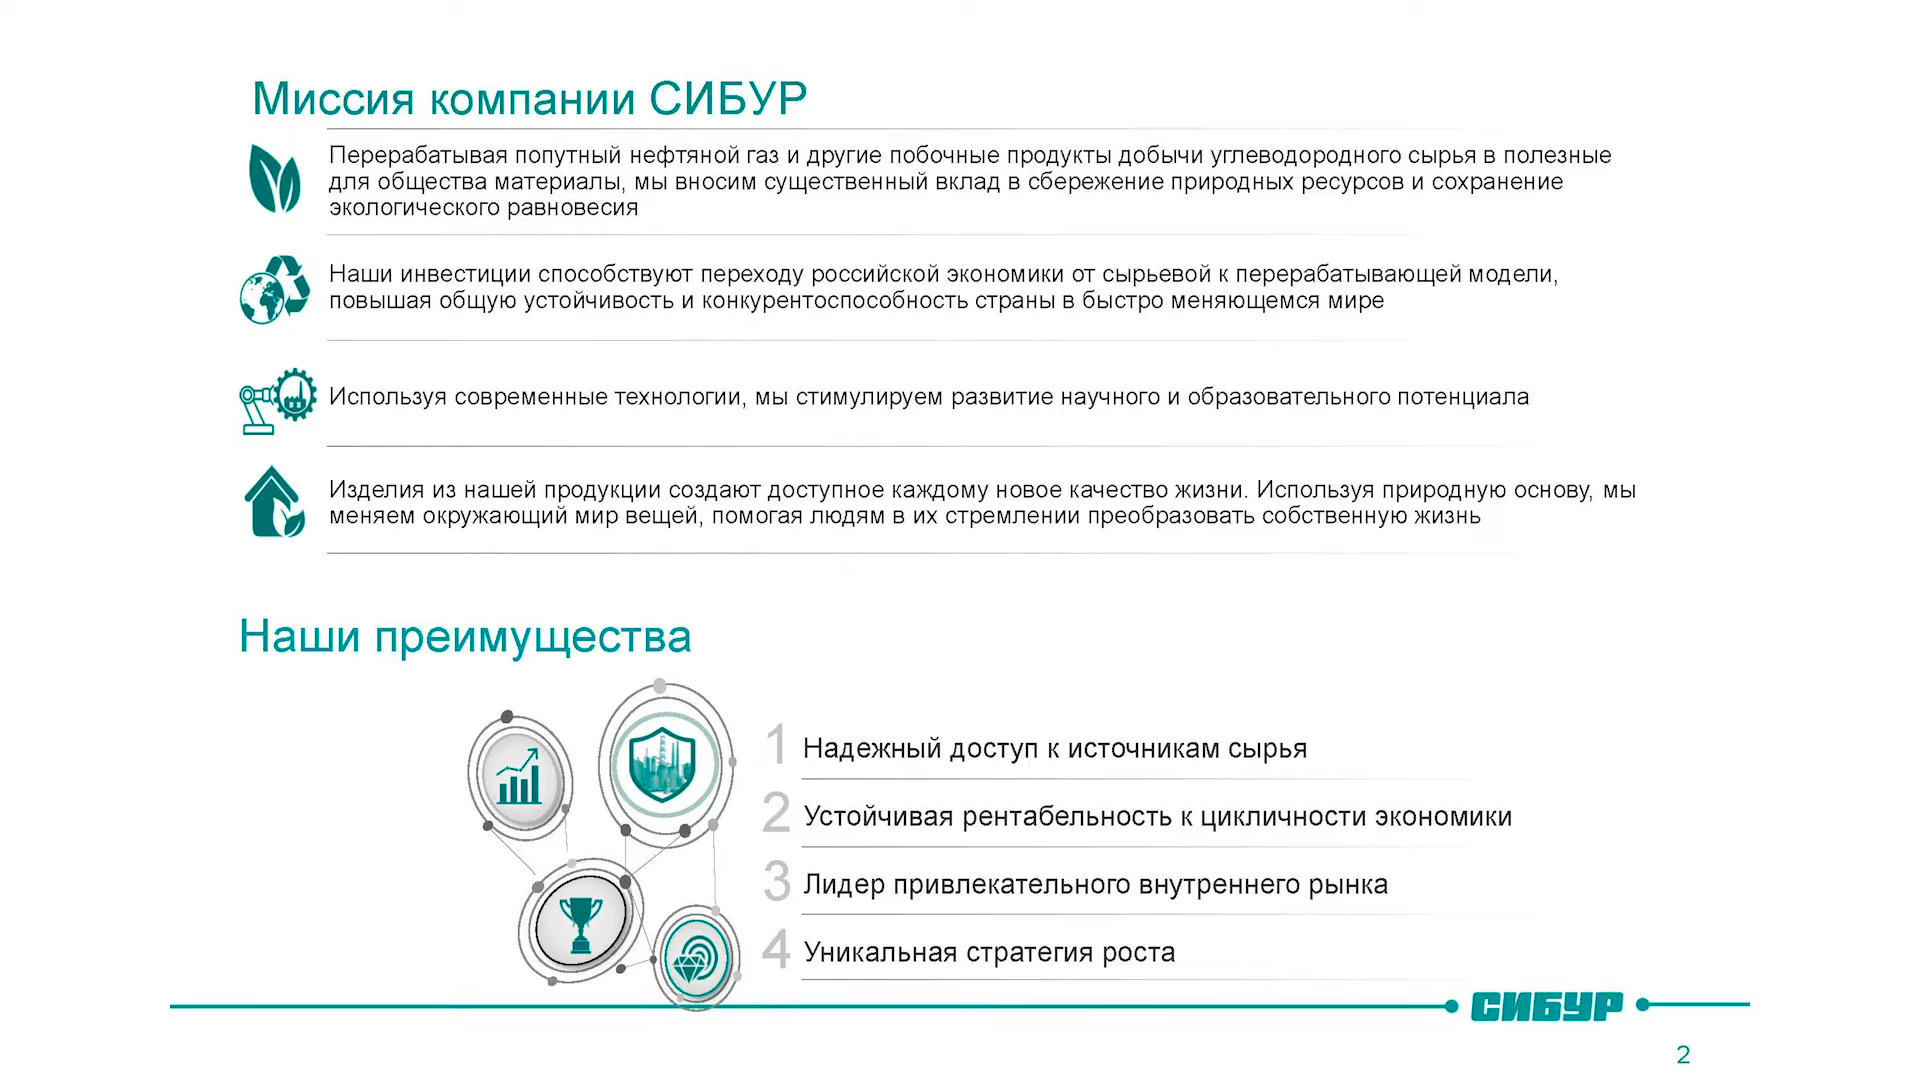 Миссия компании СИБУР
Перерабатывая попутный нефтяной газ и другие побочные продукты добычи углеводородного сырья в полезные
для общества материалы, мы вносим существенный вклад в сбережение природных ресурсов и сохранение
экологического равновесия
Наши инвестиции способствуют переходу российской экономики от сырьевой к перерабатывающей модели,
повышая общую устойчивость и конкурентоспособность страны в быстро меняющемся мире
Используя современные технологии, мы стимулируем развитие научного и образовательного потенциала
Изделия из нашей продукции создают доступное каждому новое качество жизни. Используя природную основу, мы
меняем окружающий мир вещей, помогая людям в их стремлении преобразовать собственную жизнь
Наши преимущества
1 Надежный доступ к источникам сырья
2 Устойчивая рентабельность к цикличности экономики
3 Лидер привлекательного внутреннего рынка
4 Уникальная стратегия роста
СИБУР
2